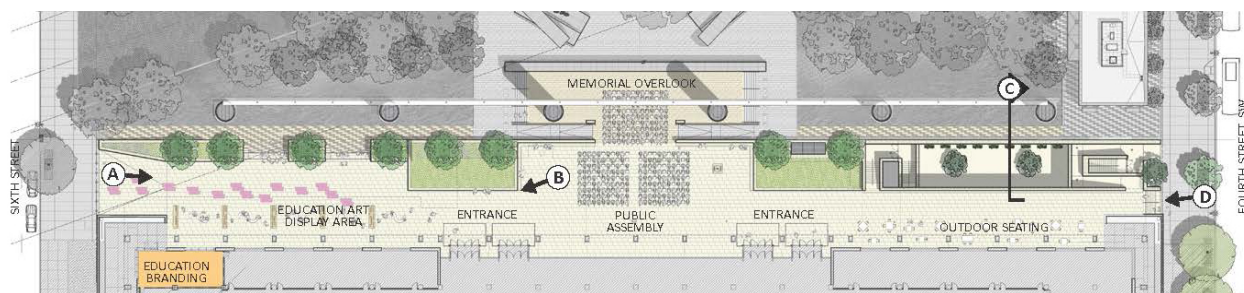 C
MEMORIAL OVERLOOK
SIXTH STREET
FOURTH STREET SW
A
B
D
EDUCATION ART
DISPLAY AREA
ENTRANCE
PUBLIC
ASSEMBLY
ENTRANCE
OUTDOOR SEATING
EDUCATION
BRANDING